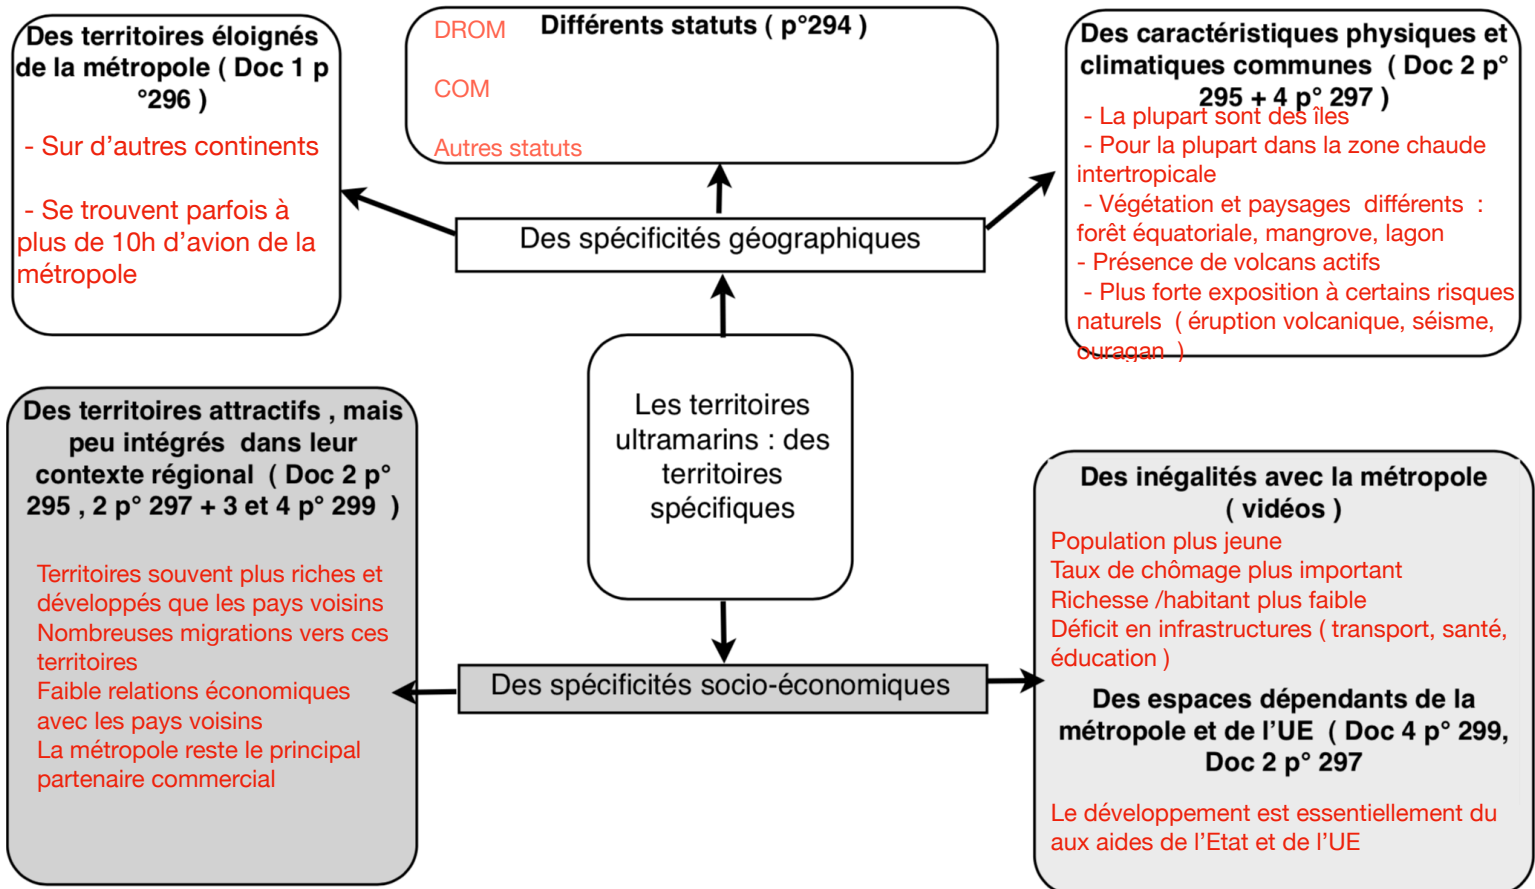 Des territoires éloignés
de la métropole ( Doc 1 p
°296 )
- Sur d'autres continents
- Se trouvent parfois à
plus de 10h d'avion de la
métropole
Différents statuts ( p°294 )
DROM
COM
Autres statuts
Des caractéristiques physiques et
climatiques communes ( Doc 2 p°
295 + 4 p° 297 )
- La plupart sont des îles
- Pour la plupart dans la zone chaude
intertropicale
- Végétation et paysages différents :
forêt équatoriale, mangrove, lagon
- Présence de volcans actifs
- Plus forte exposition à certains risques
naturels ( éruption volcanique, séisme,
ouragan )
Des spécificités géographiques
Les territoires
ultramarins : des
territoires
spécifiques
Des spécificités socio-économiques
Des territoires attractifs , mais
peu intégrés dans leur
contexte régional ( Doc 2 p°
295 , 2 p° 297 + 3 et 4 p° 299 )
Territoires souvent plus riches et
développés que les pays voisins
Nombreuses migrations vers ces
territoires
Faible relations économiques
avec les pays voisins
La métropole reste le principal
partenaire commercial
Des inégalités avec la métropole
( vidéos )
Population plus jeune
Taux de chômage plus important
Richesse /habitant plus faible
Déficit en infrastructures ( transport, santé,
éducation )
Des espaces dépendants de la
métropole et de l'UE ( Doc 4 p° 299,
Doc 2 p° 297
Le développement est essentiellement du
aux aides de l'Etat et de l'UE